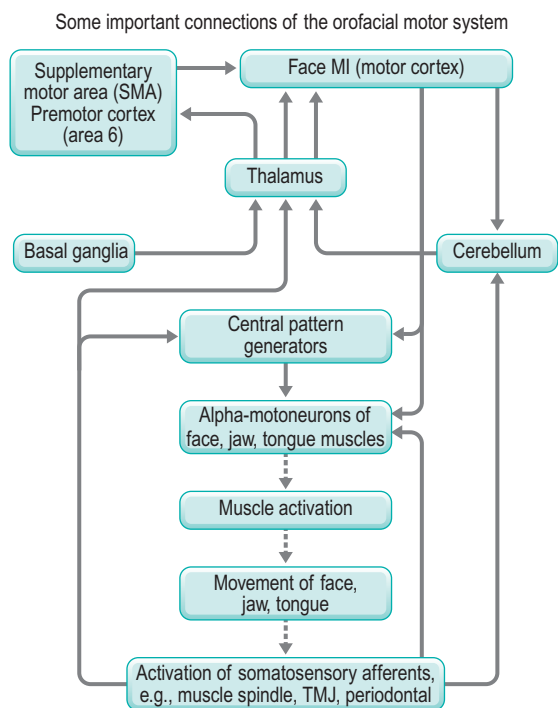 Some important connections of the orofacial motor system
Supplementary
motor area (SMA)
Premotor cortex
(area 6)
Face MI (motor cortex)
Thalamus
Basal ganglia
Cerebellum
Central pattern
generators
Alpha-motoneurons of
face, jaw, tongue muscles
Muscle activation
Movement of face,
jaw, tongue
Activation of somatosensory afferents,
e.g., muscle spindle, TMJ, periodontal